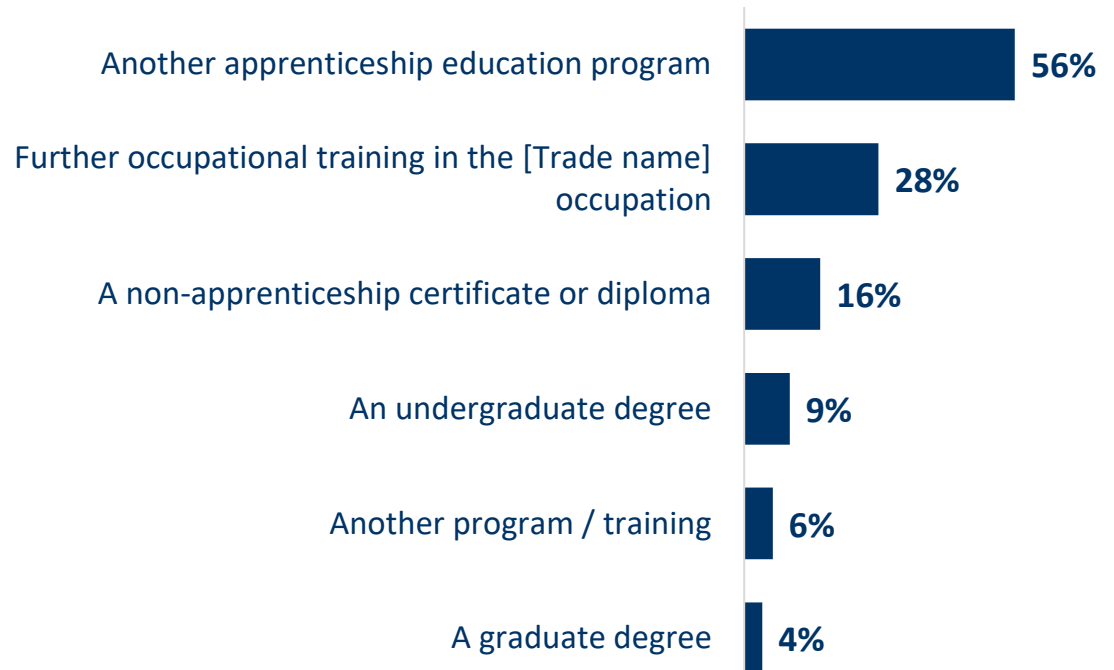 Another apprenticeship education program 56%
Further occupational training in the [Trade name]
occupation 28%
A non-apprenticeship certificate or diploma 16%
An undergraduate degree 9%
Another program / training 6%
A graduate degree 4%